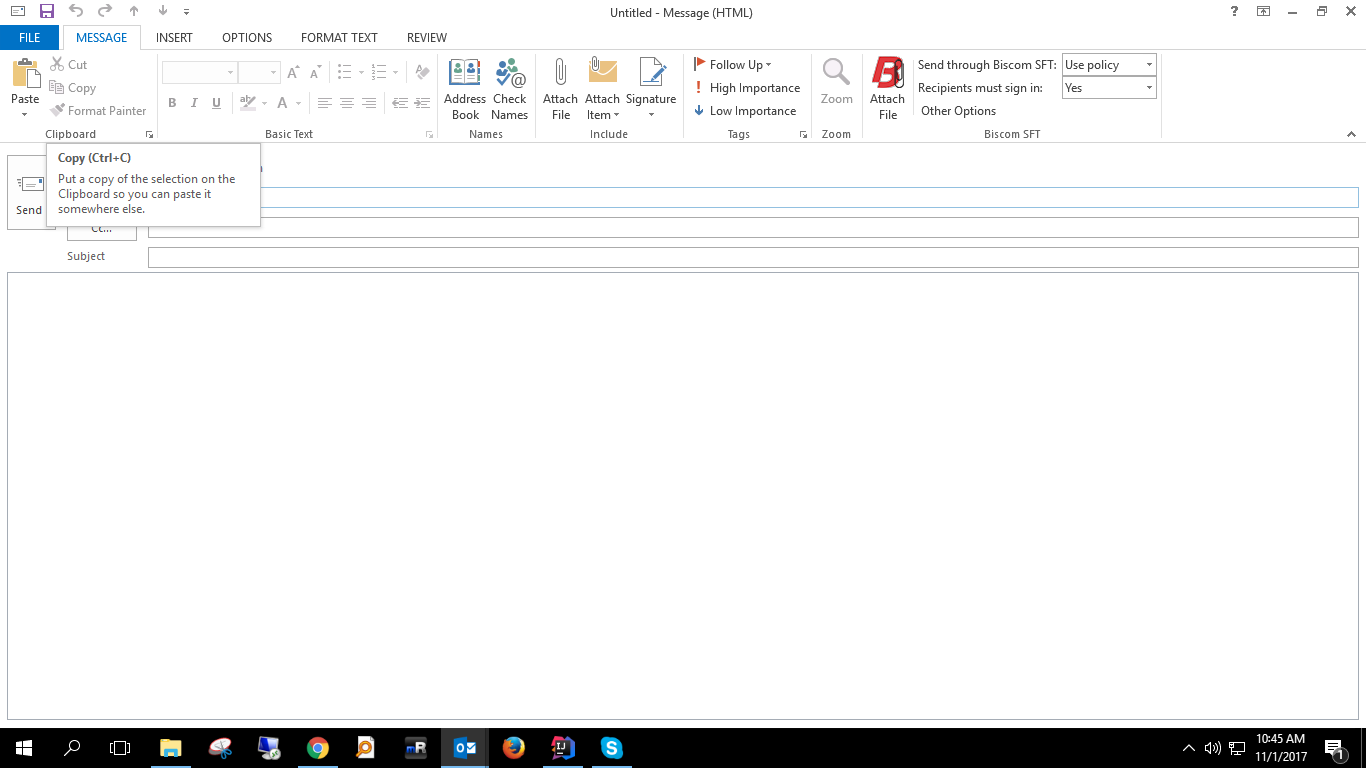 Untitled - Message (HTML)
FILE MESSAGE INSERT OPTIONS FORMAT TEXT REVIEW
Paste
Cut
Copy
Format Painter
Clipboard
B I U
Basic Text
Address Book
Check Names
Names
Attach File
Attach Item
Signature
Include
Follow Up
High Importance
Low Importance
Tags
Zoom
Zoom
Attach File
Send through Biscom SFT: Use policy
Recipients must sign in: Yes
Other Options
Biscom SFT
Copy (Ctrl+C)
Put a copy of the selection on the
Clipboard so you can paste it
somewhere else.
Send
Cc...
Subject
10:45 AM
11/1/2017
1